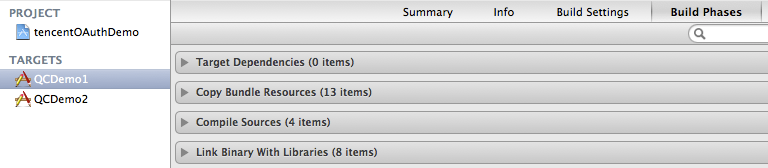 PROJECT
tencentOAuthDemo
TARGETS
QCDemo1
QCDemo2
Summary Info Build Settings Build Phases
Target Dependencies (0 items)
Copy Bundle Resources (13 items)
Compile Sources (4 items)
Link Binary With Libraries (8 items)